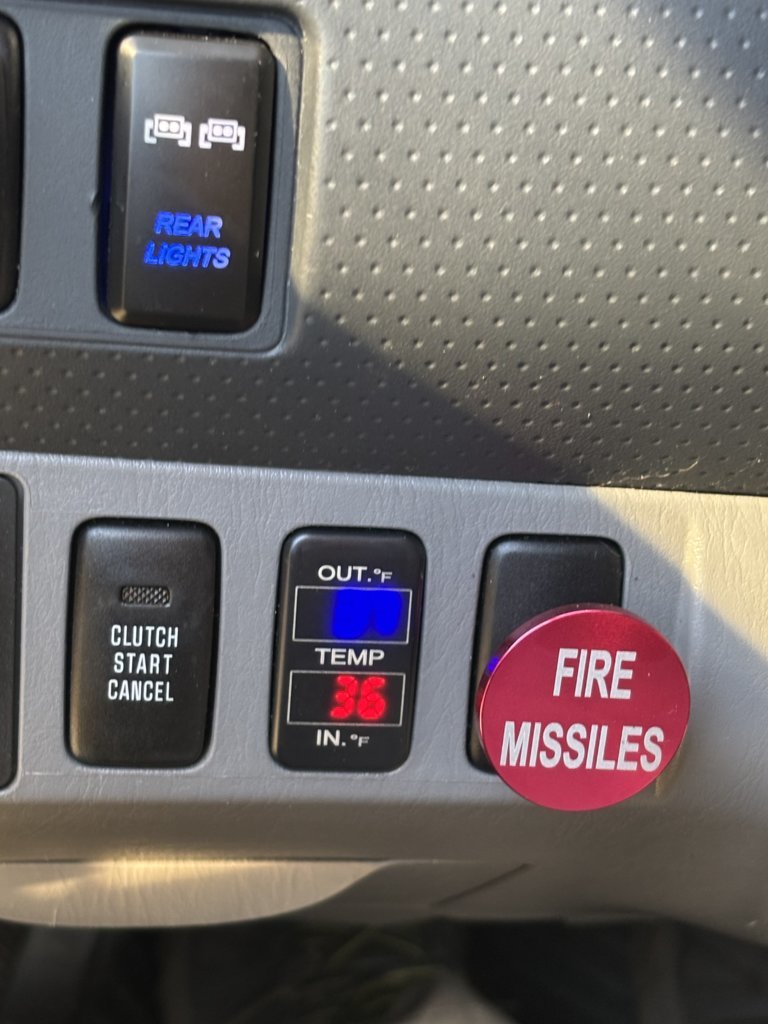 REAR
LIGHTS
CLUTCH
START
CANCEL
OUT.°F
TEMP
36
IN.°F
FIRE
MISSILES